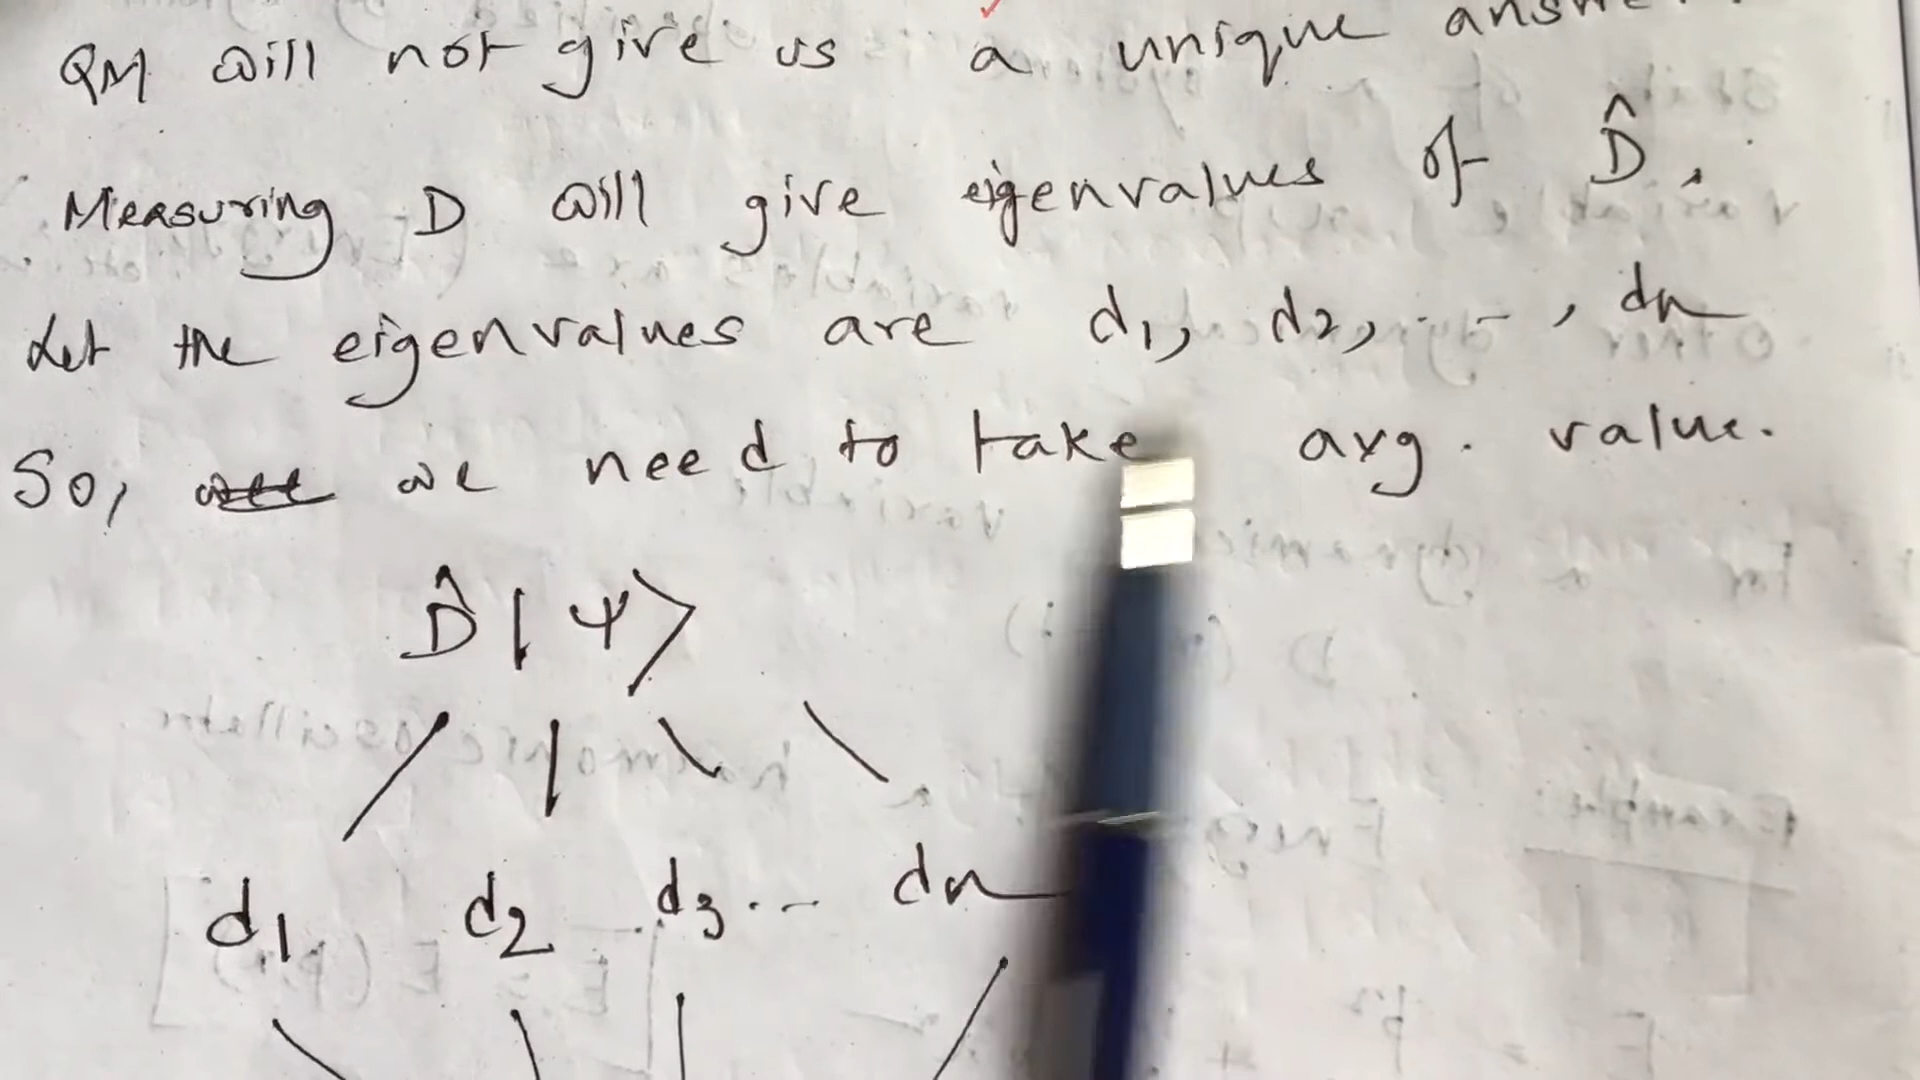 QM will not give us a unique answer.
Measuring D will give eigenvalues of D̂.
Let the eigenvalues are d1, d2, . . - , dn
So, we need to take avg. value.
D̂|ψ⟩
d1 d2 d3 . . - dn